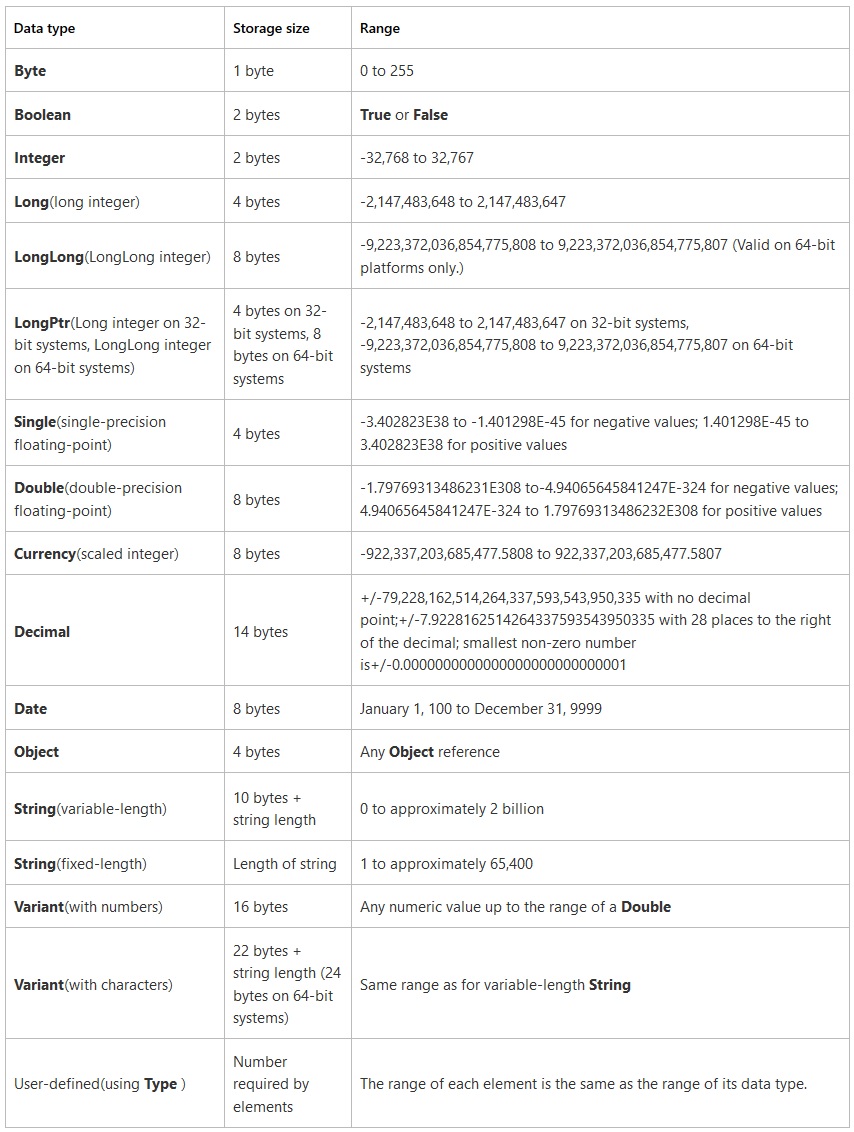 Data type Storage size Range
Byte 1 byte 0 to 255
Boolean 2 bytes True or False
Integer 2 bytes -32,768 to 32,767
Long(long integer) 4 bytes -2,147,483,648 to 2,147,483,647
LongLong(LongLong integer) 8 bytes -9,223,372,036,854,775,808 to 9,223,372,036,854,775,807 (Valid on 64-bit
platforms only.)
LongPtr(Long integer on 32-
bit systems, LongLong integer
on 64-bit systems)
4 bytes on 32-
bit systems, 8
bytes on 64-bit
systems
-2,147,483,648 to 2,147,483,647 on 32-bit systems,
-9,223,372,036,854,775,808 to 9,223,372,036,854,775,807 on 64-bit
systems
Single(single-precision
floating-point)
4 bytes
-3.402823E38 to -1.401298E-45 for negative values; 1.401298E-45 to
3.402823E38 for positive values
Double(double-precision
floating-point)
8 bytes
-1.79769313486231E308 to-4.94065645841247E-324 for negative values;
4.94065645841247E-324 to 1.79769313486232E308 for positive values
Currency(scaled integer) 8 bytes -922,337,203,685,477.5808 to 922,337,203,685,477.5807
Decimal
14 bytes
+/-79,228,162,514,264,337,593,543,950,335 with no decimal
point;+/-7.9228162514264337593543950335 with 28 places to the right
of the decimal; smallest non-zero number
is+/-0.0000000000000000000000000001
Date 8 bytes January 1, 100 to December 31, 9999
Object 4 bytes Any Object reference
String(variable-length)
10 bytes +
string length
0 to approximately 2 billion
String(fixed-length) Length of string 1 to approximately 65,400
Variant(with numbers) 16 bytes Any numeric value up to the range of a Double
Variant(with characters)
22 bytes +
string length (24
bytes on 64-bit
systems)
Same range as for variable-length String
User-defined(using Type )
Number
required by
elements
The range of each element is the same as the range of its data type.